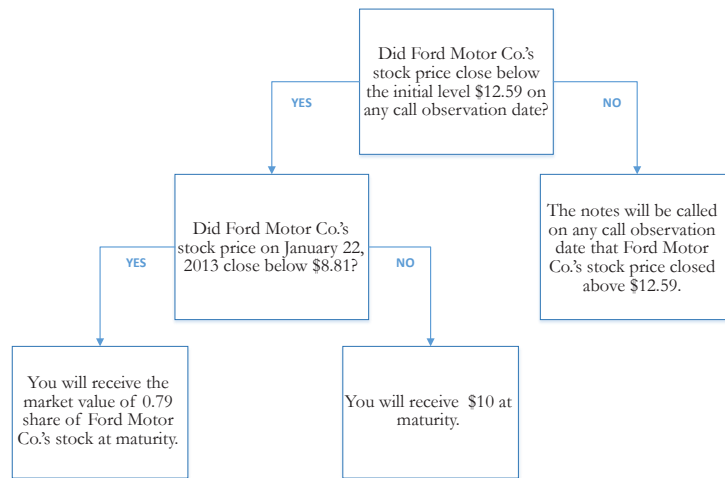 Did Ford Motor Co.'s
stock price close below
the initial level $12.59 on
any call observation date?
YES
NO
Did Ford Motor Co.'s
stock price on January 22,
2013 close below $8.81?
The notes will be called
on any call observation
date that Ford Motor
Co.'s stock price closed
above $12.59.
YES
NO
You will receive the
market value of 0.79
share of Ford Motor
Co.'s stock at maturity.
You will receive $10 at
maturity.